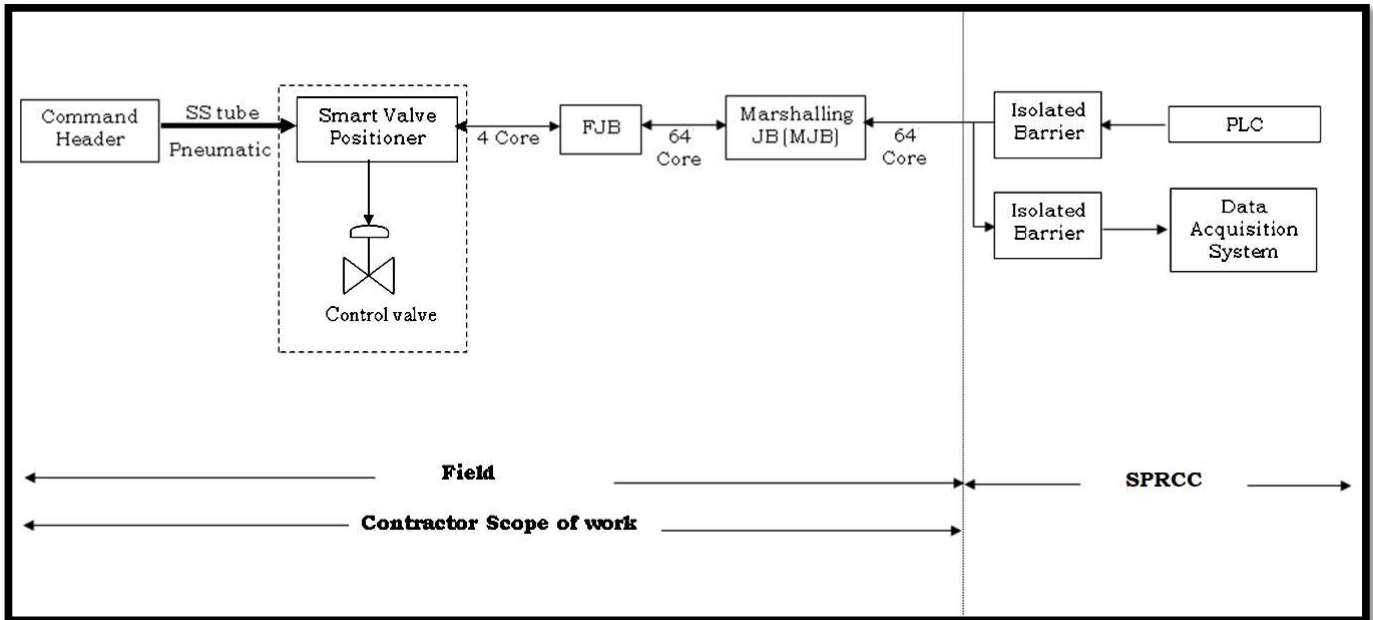 Command
Header
SS tube
Pneumatic
Smart Valve
Positioner
4 Core
FJB
64
Core
Marshalling
JB (MJB)
64
Core
Isolated
Barrier
PLC
Isolated
Barrier
Data
Acquisition
System
Control valve
Field
SPRCC
Contractor Scope of work